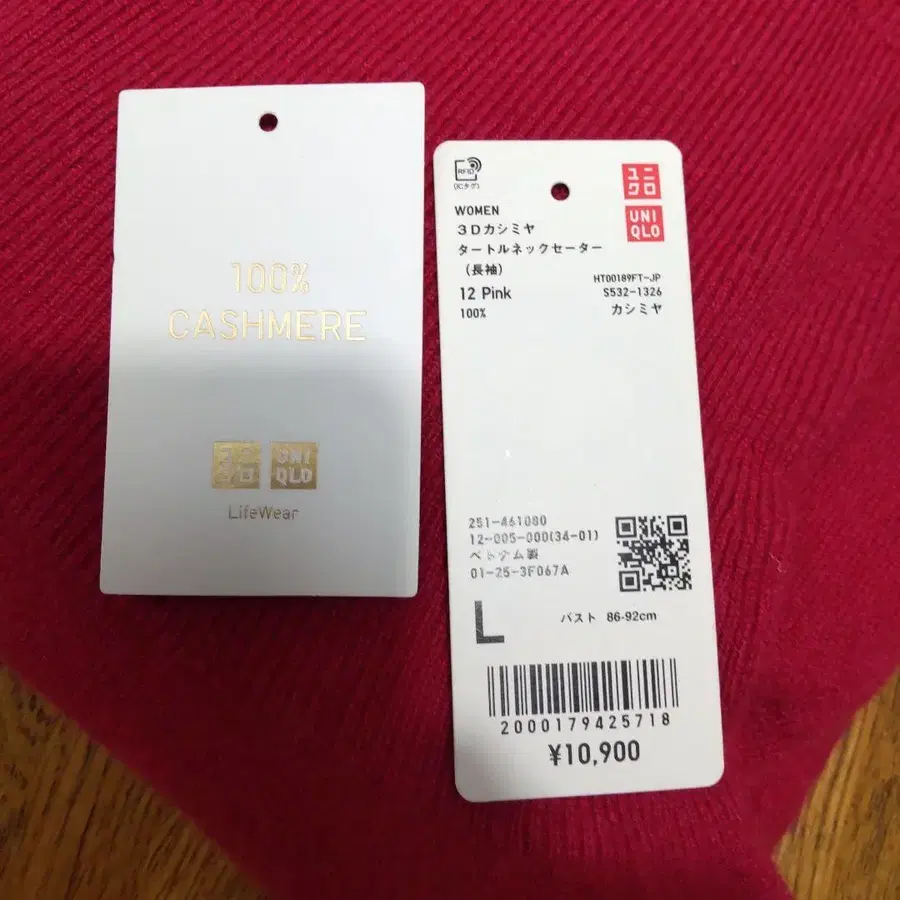 100%
CASHMERE
ユニ
クロ
UNI
QLO
LifeWear
RFID
(ICタグ)
ユニ
クロ
UNI
QLO
WOMEN
3Dカシミヤ
タートルネックセーター
(長袖)
HT00189FT-JP
12 Pink S532-1326
100% カシミヤ
251-461080
12-005-000(34-01)
ベトナム製
01-25-3F067A
L バスト 86-92cm
2000179425718
¥10,900